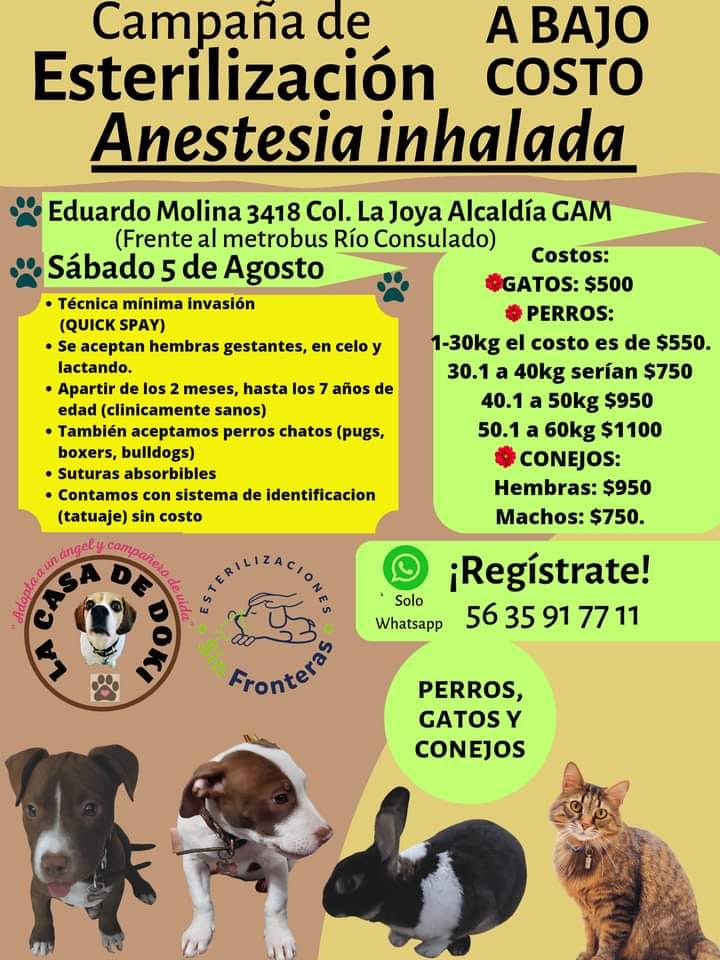 Campaña de
Esterilización
A BAJO
COSTO
Anestesia inhalada
Eduardo Molina 3418 Col. La Joya Alcaldía GAM
(Frente al metrobus Río Consulado)
Sábado 5 de Agosto
• Técnica mínima invasión
(QUICK SPAY)
• Se aceptan hembras gestantes, en celo y
lactando.
• Apartir de los 2 meses, hasta los 7 años de
edad (clinicamente sanos)
• También aceptamos perros chatos (pugs,
boxers, bulldogs)
• Suturas absorbibles
• Contamos con sistema de identificacion
(tatuaje) sin costo
Costos:
GATOS: $500
PERROS:
1-30kg el costo es de $550.
30.1 a 40kg serían $750
40.1 a 50kg $950
50.1 a 60kg $1100
CONEJOS:
Hembras: $950
Machos: $750.
"Adopta a un ángel y compañero de vida"
LA CASA DE DOKI
ESTERILIZACIONES
Sin Fronteras
¡Regístrate!
Solo
Whatsapp
56 35 91 77 11
PERROS,
GATOS Y
CONEJOS